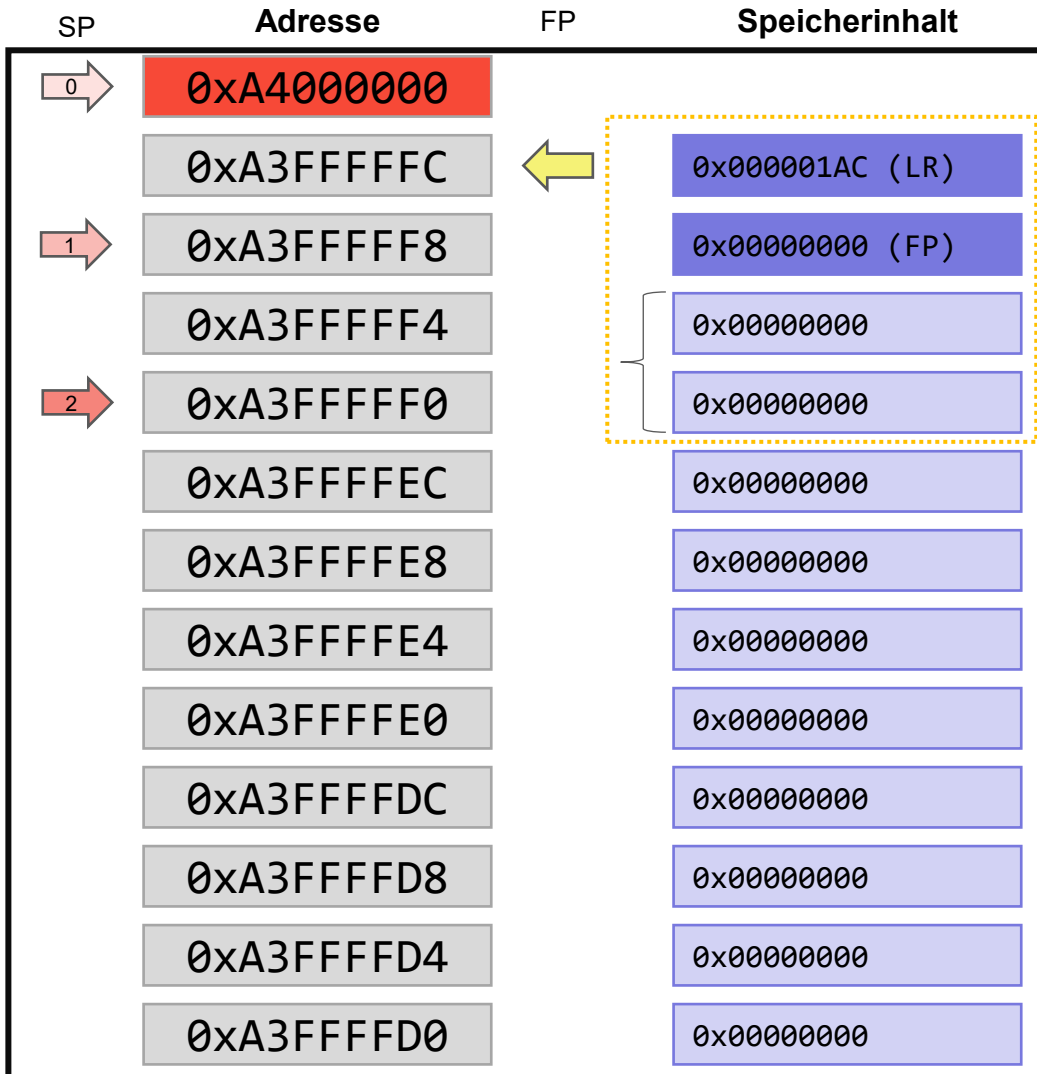 SP Adresse FP Speicherinhalt
0 0xA4000000
0xA3FFFFFC 0x000001AC (LR)
1 0xA3FFFFF8 0x00000000 (FP)
0xA3FFFFF4 0x00000000
2 0xA3FFFFF0 0x00000000
0xA3FFFFEC 0x00000000
0xA3FFFFE8 0x00000000
0xA3FFFFE4 0x00000000
0xA3FFFFE0 0x00000000
0xA3FFFFDC 0x00000000
0xA3FFFFD8 0x00000000
0xA3FFFFD4 0x00000000
0xA3FFFFD0 0x00000000